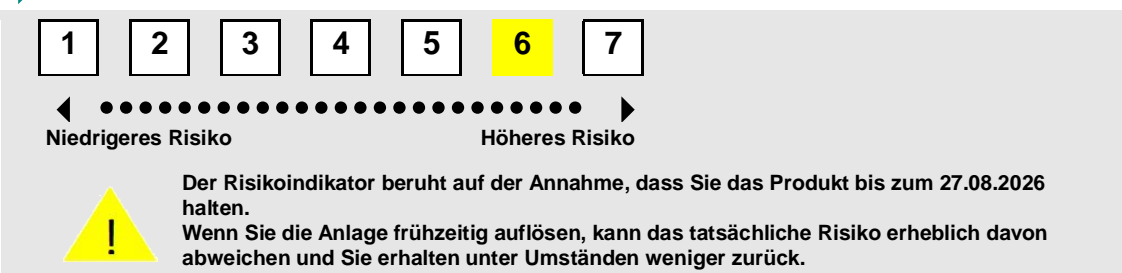 1 2 3 4 5 6 7
Niedrigeres Risiko Höheres Risiko
Der Risikoindikator beruht auf der Annahme, dass Sie das Produkt bis zum 27.08.2026
halten.
Wenn Sie die Anlage frühzeitig auflösen, kann das tatsächliche Risiko erheblich davon
abweichen und Sie erhalten unter Umständen weniger zurück.
!